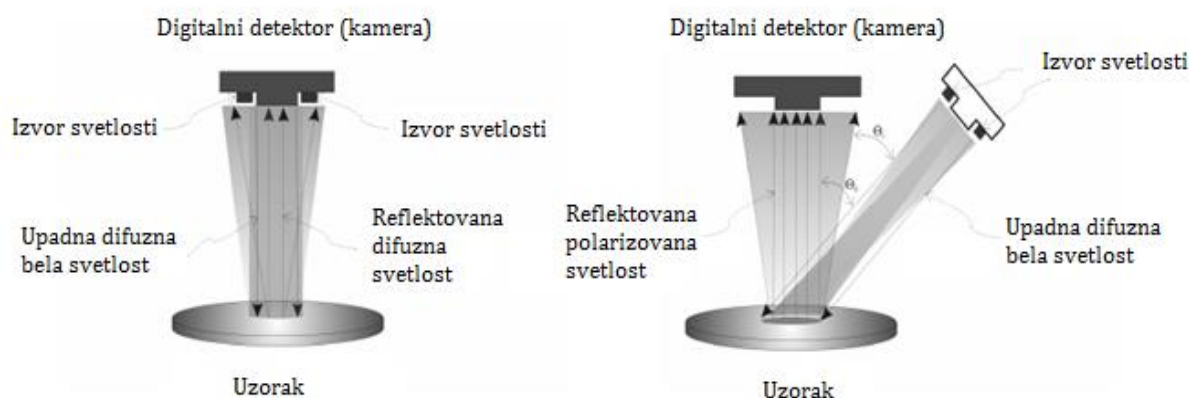 Digitalni detektor (kamera)
Izvor svetlosti
Izvor svetlosti
Upadna difuzna
bela svetlost
Reflektovana
difuzna
svetlost
Uzorak
Digitalni detektor (kamera)
Izvor svetlosti
Θ
Θ
Reflektovana
polarizovana
svetlost
Upadna difuzna
bela svetlost
Uzorak